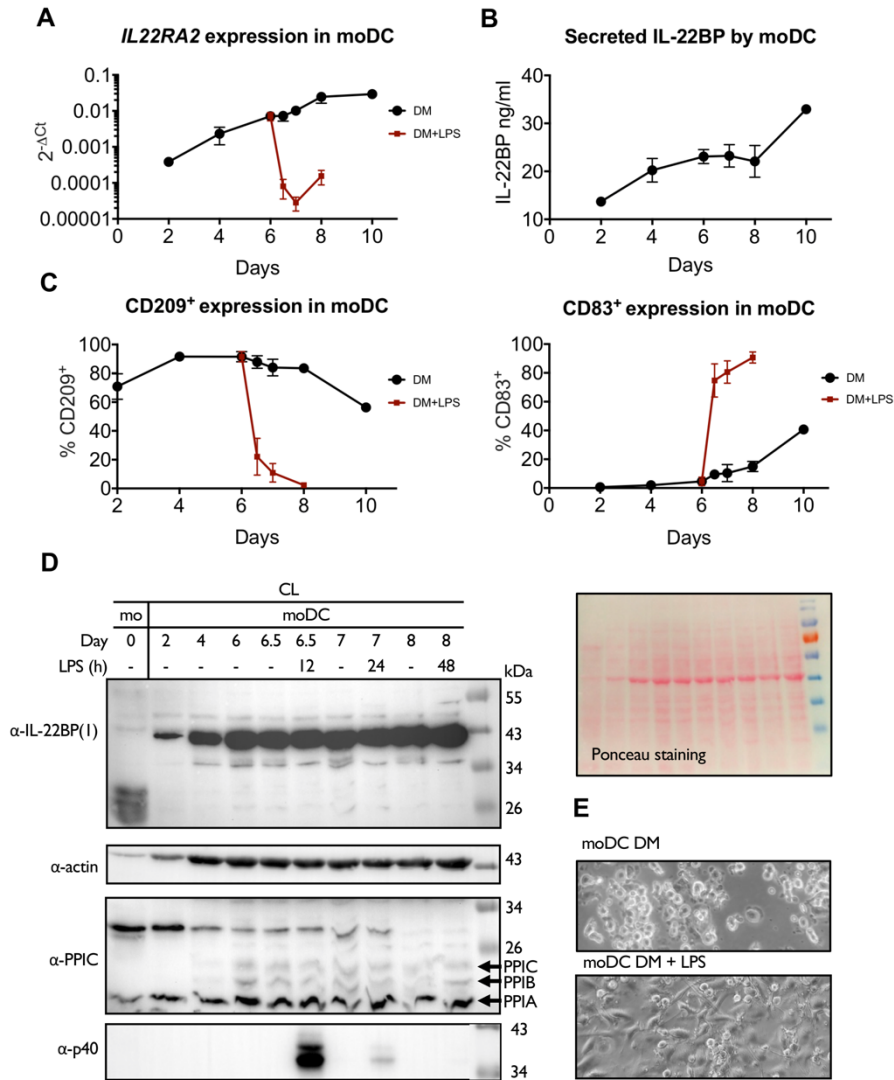 A
IL22RA2 expression in moDC
2^-ΔCt
0.1
0.01
0.001
0.0001
0.00001
0 2 4 6 8 10
Days
DM
DM+LPS
B
Secreted IL-22BP by moDC
IL-22BP ng/ml
40
30
20
10
0 2 4 6 8 10
Days
C
CD209+ expression in moDC
% CD209+
100
80
60
40
20
0
2 4 6 8 10
Days
DM
DM+LPS
CD83+ expression in moDC
% CD83+
100
80
60
40
20
0
0 2 4 6 8 10
Days
DM
DM+LPS
D
CL
mo moDC
Day 0 2 4 6 6.5 6.5 7 7 8 8
LPS (h) - - - - - 12 - 24 - 48 kDa
α-IL-22BP(1)
55
43
34
26
α-actin
43
α-PPIC
34
26
PPIC
PPIB
PPIA
α-p40
43
34
Ponceau staining
E
moDC DM
moDC DM + LPS